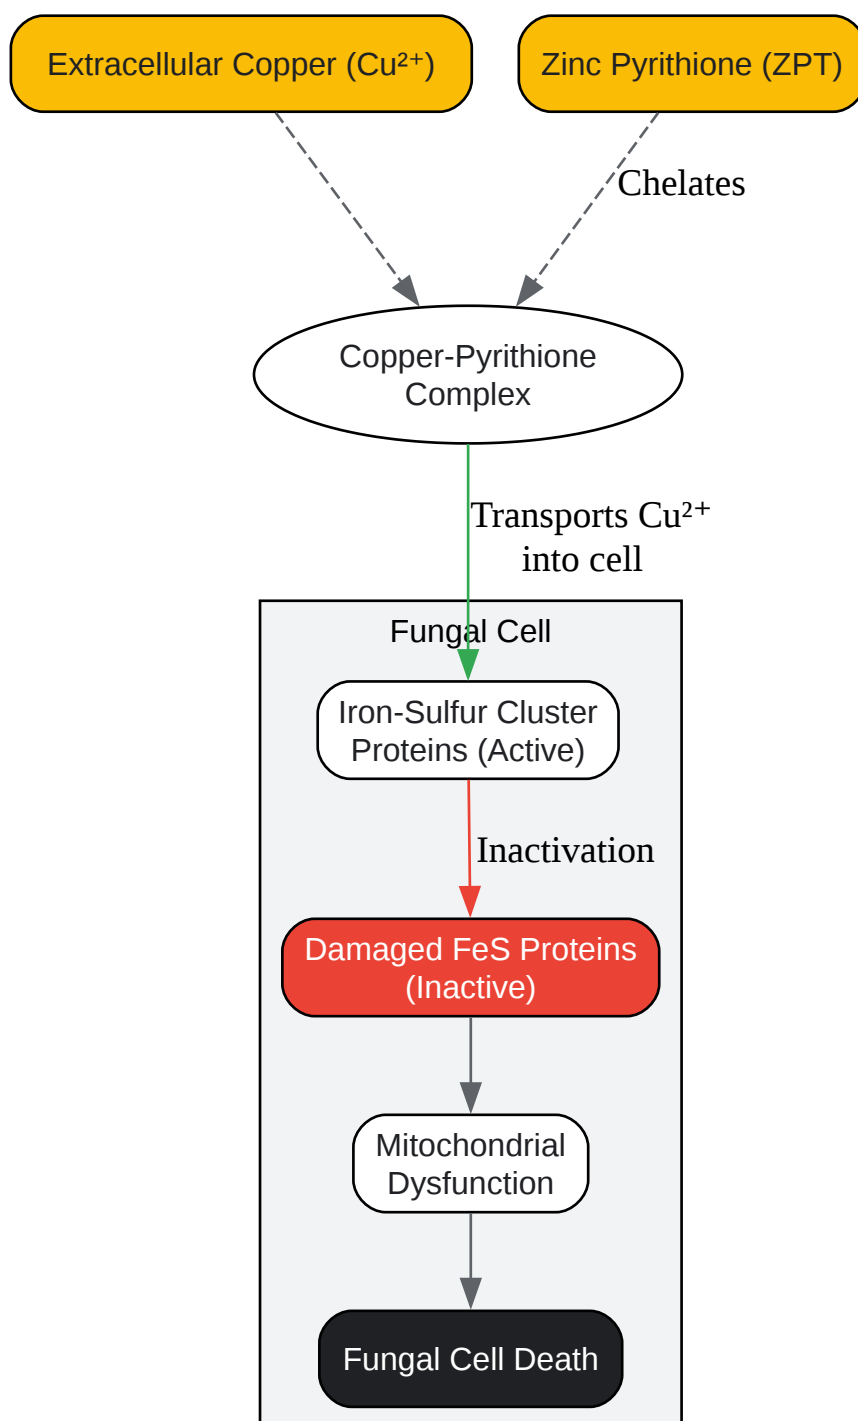 Extracellular Copper (Cu²⁺)
Zinc Pyrithione (ZPT)
Chelates
Copper-Pyrithione
Complex
Transports Cu²⁺
into cell
Fungal Cell
Iron-Sulfur Cluster
Proteins (Active)
Inactivation
Damaged FeS Proteins
(Inactive)
Mitochondrial
Dysfunction
Fungal Cell Death